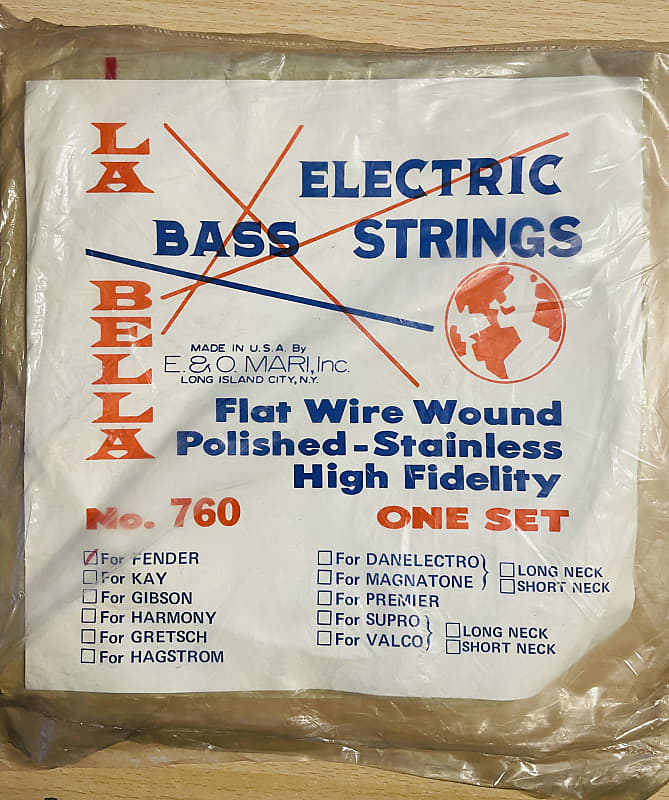 LA BELLA
ELECTRIC
BASS STRINGS
MADE IN U.S.A. By
E. & O. MARI, Inc.
LONG ISLAND CITY, N.Y.
Flat Wire Wound
Polished-Stainless
High Fidelity
No. 760 ONE SET
For FENDER
For KAY
For GIBSON
For HARMONY
For GRETSCH
For HAGSTROM
For DANELECTRO
For MAGNATONE
LONG NECK
SHORT NECK
For PREMIER
For SUPRO
For VALCO
LONG NECK
SHORT NECK